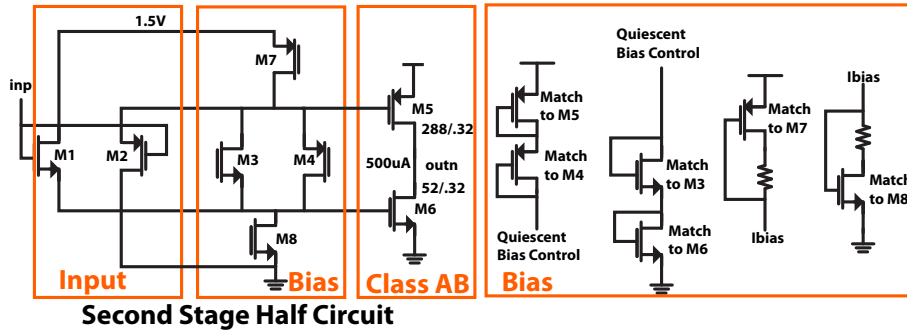 1.5V
inp
M1
M2
M7
M3
M4
M8
M5
288/.32
500uA
outn
52/.32
M6
Input
Bias
Class AB
Second Stage Half Circuit
Quiescent
Bias Control
Match
to M5
Match
to M4
Quiescent
Bias Control
Match
to M3
Match
to M6
Match
to M7
Ibias
Ibias
Match
to M8
Bias